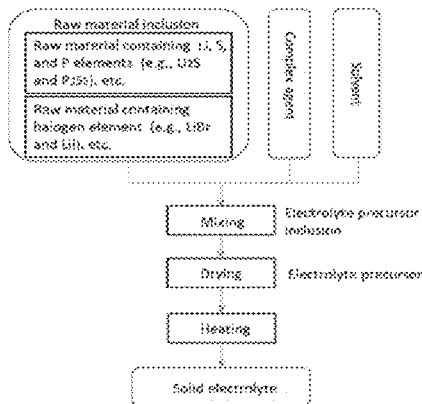 Raw material inclusion
Raw material containing Li, S,
and P elements (e.g., Li2S
and P2S5), etc.
Raw material containing
halogen element (e.g., LiBr
and LiI), etc.
Complex agent
Solvent
Mixing
Electrolyte precursor
inclusion
Drying
Electrolyte precursor
Heating
Solid electrolyte